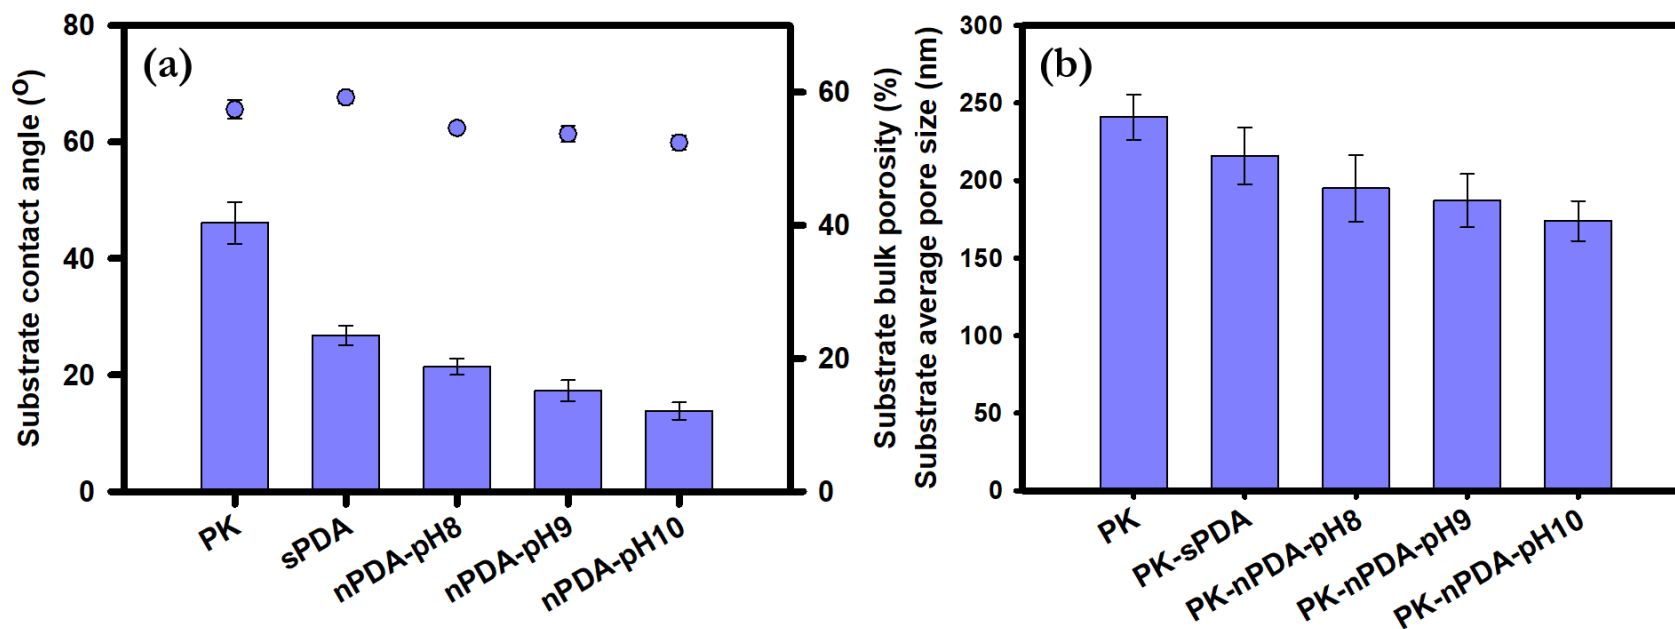 (a)
Substrate contact angle (°)
80
60
40
20
0
60
40
20
0
Substrate bulk porosity (%)
PK
sPDA
nPDA-pH8
nPDA-pH9
nPDA-pH10
(b)
Substrate average pore size (nm)
300
250
200
150
100
50
0
PK
PK-sPDA
PK-nPDA-pH8
PK-nPDA-pH9
PK-nPDA-pH10